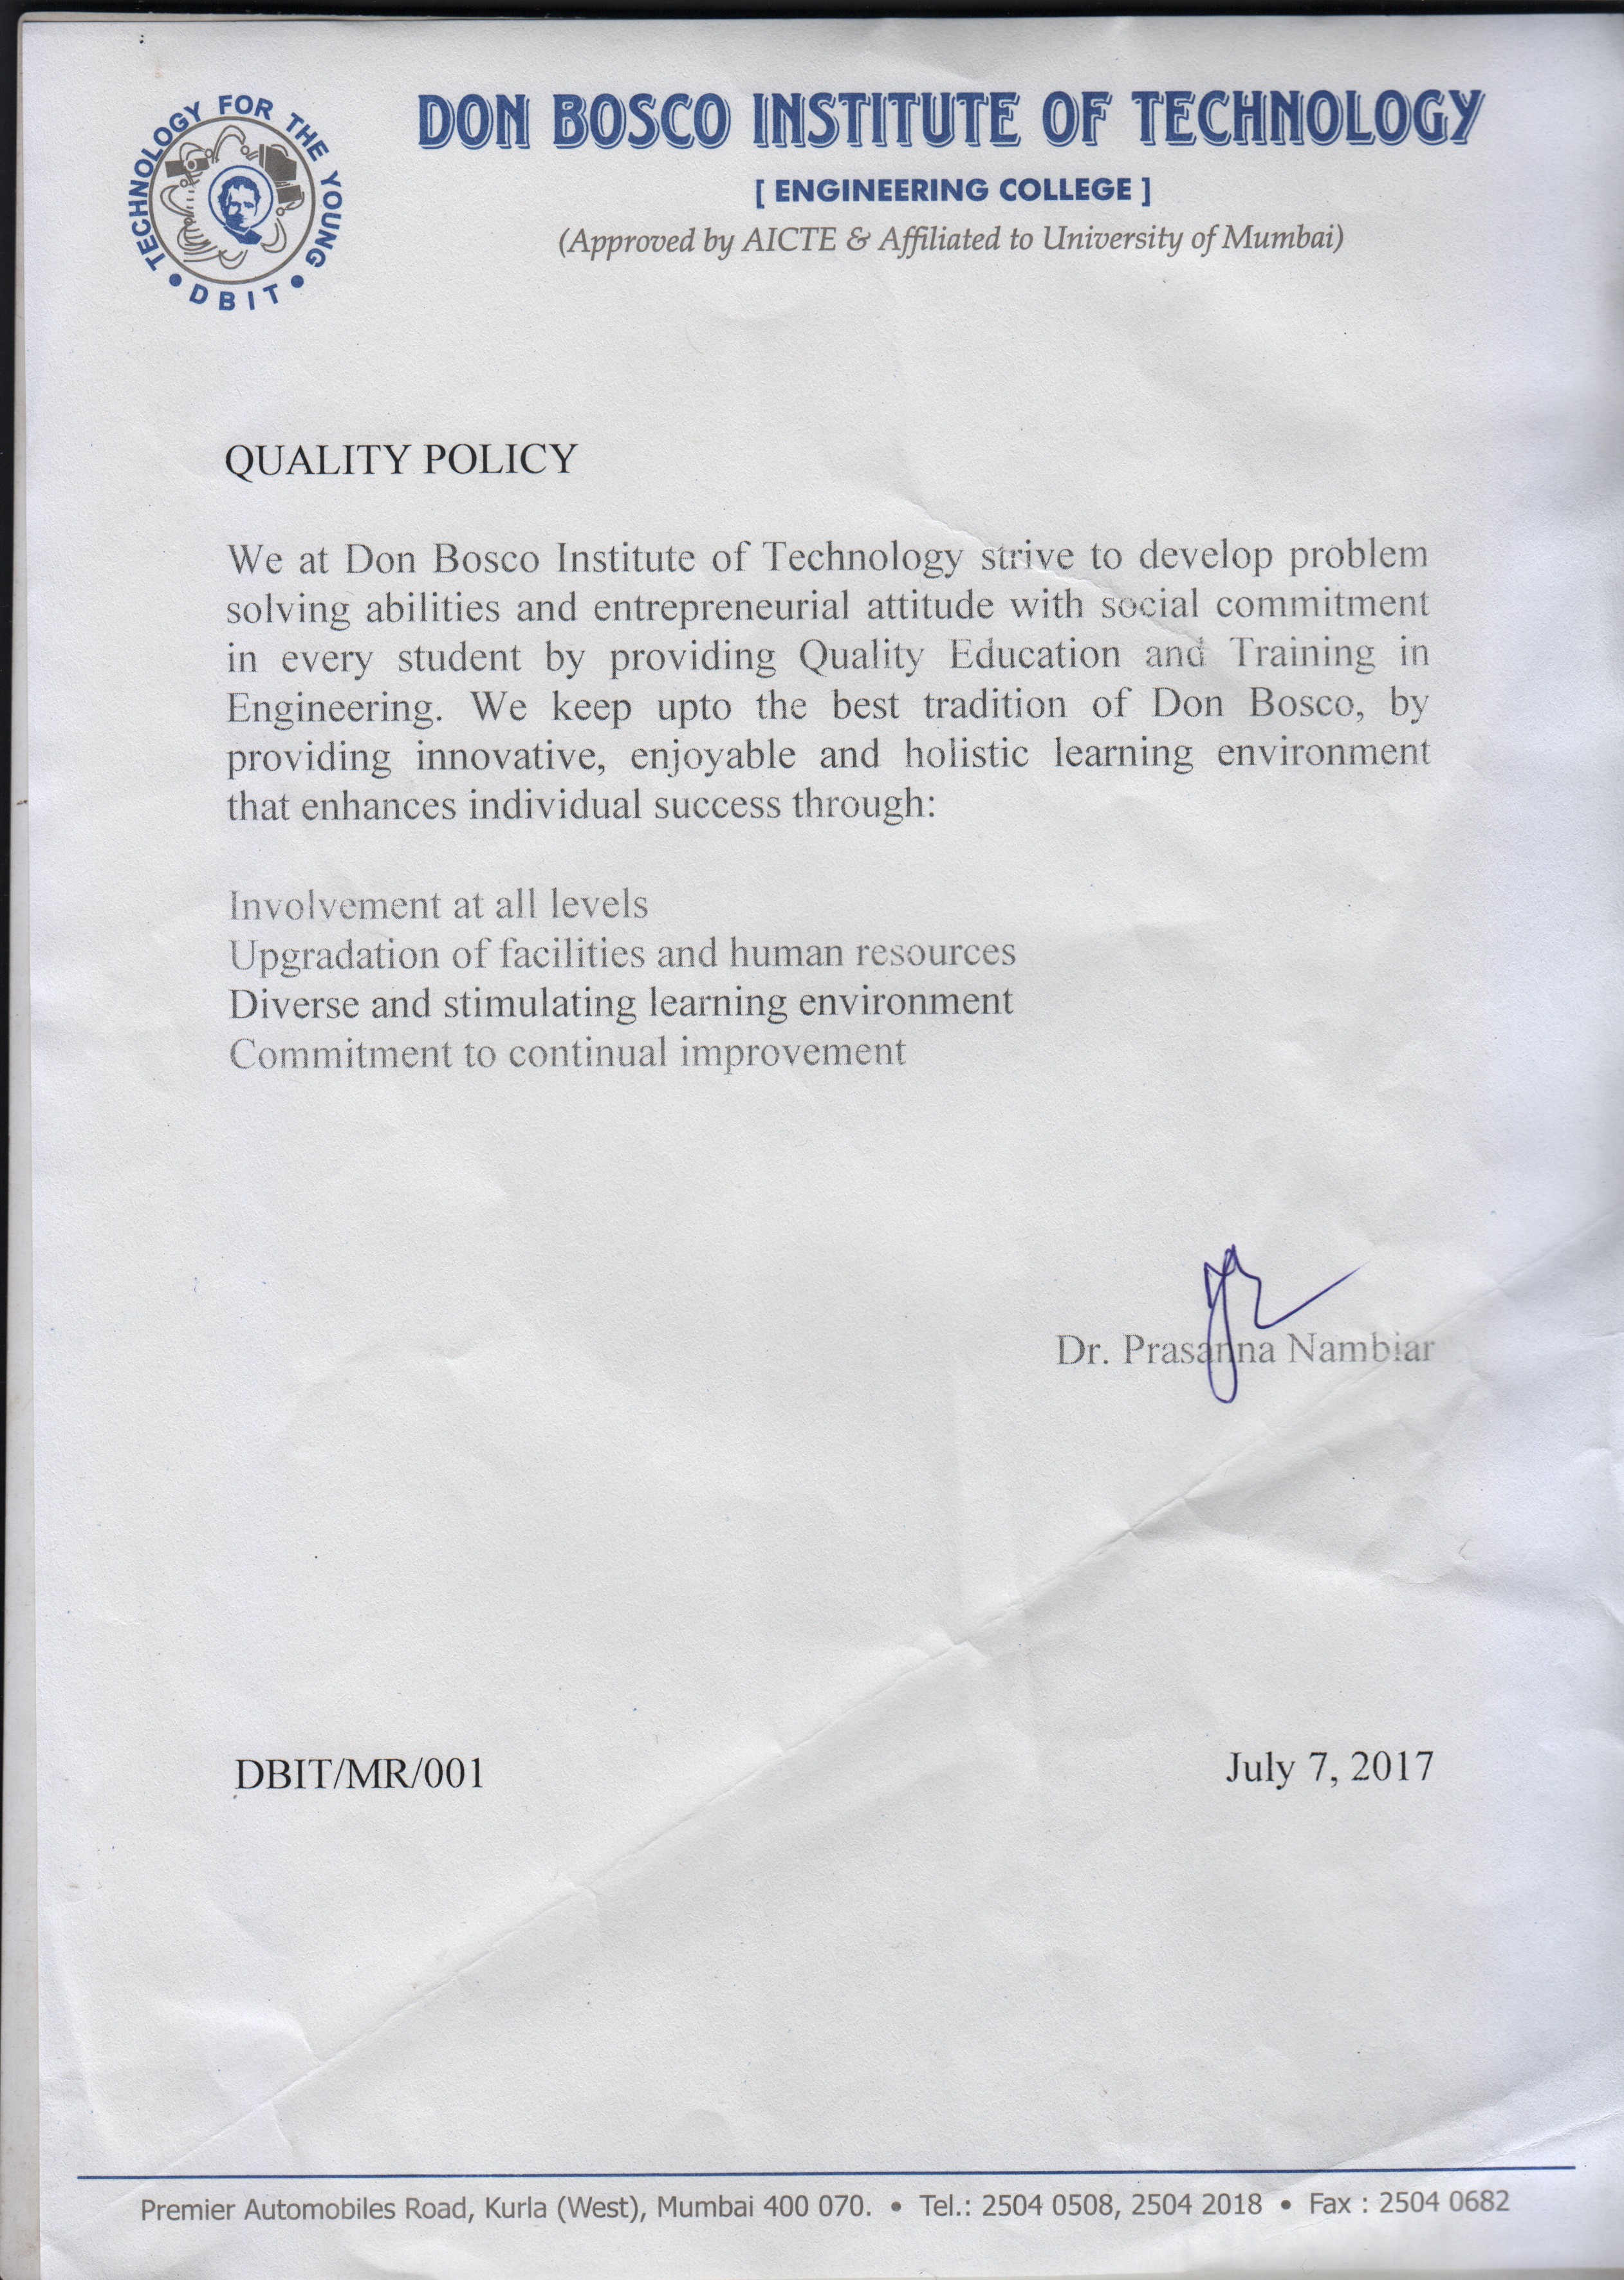 TECHNOLOGY FOR THE YOUNG
• DBIT •
DON BOSCO INSTITUTE OF TECHNOLOGY
[ ENGINEERING COLLEGE ]
(Approved by AICTE & Affiliated to University of Mumbai)
QUALITY POLICY
We at Don Bosco Institute of Technology strive to develop problem
solving abilities and entrepreneurial attitude with social commitment
in every student by providing Quality Education and Training in
Engineering. We keep upto the best tradition of Don Bosco, by
providing innovative, enjoyable and holistic learning environment
that enhances individual success through:
Involvement at all levels
Upgradation of facilities and human resources
Diverse and stimulating learning environment
Commitment to continual improvement
Dr. Prasanna Nambiar
DBIT/MR/001
July 7, 2017
Premier Automobiles Road, Kurla (West), Mumbai 400 070. • Tel.: 2504 0508, 2504 2018 • Fax : 2504 0682